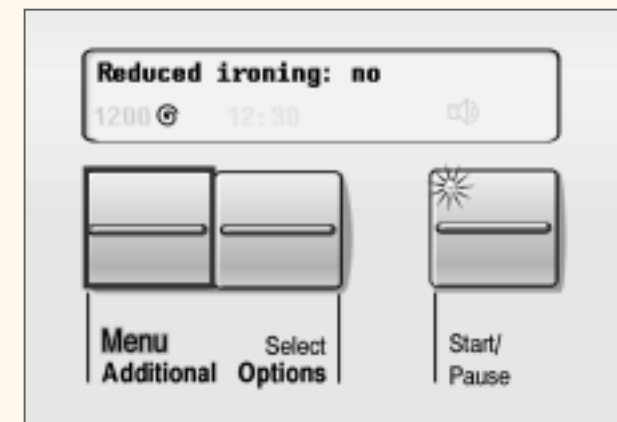 Reduced ironing: no
1200 12:30
Menu Select
Additional Options
Start/
Pause